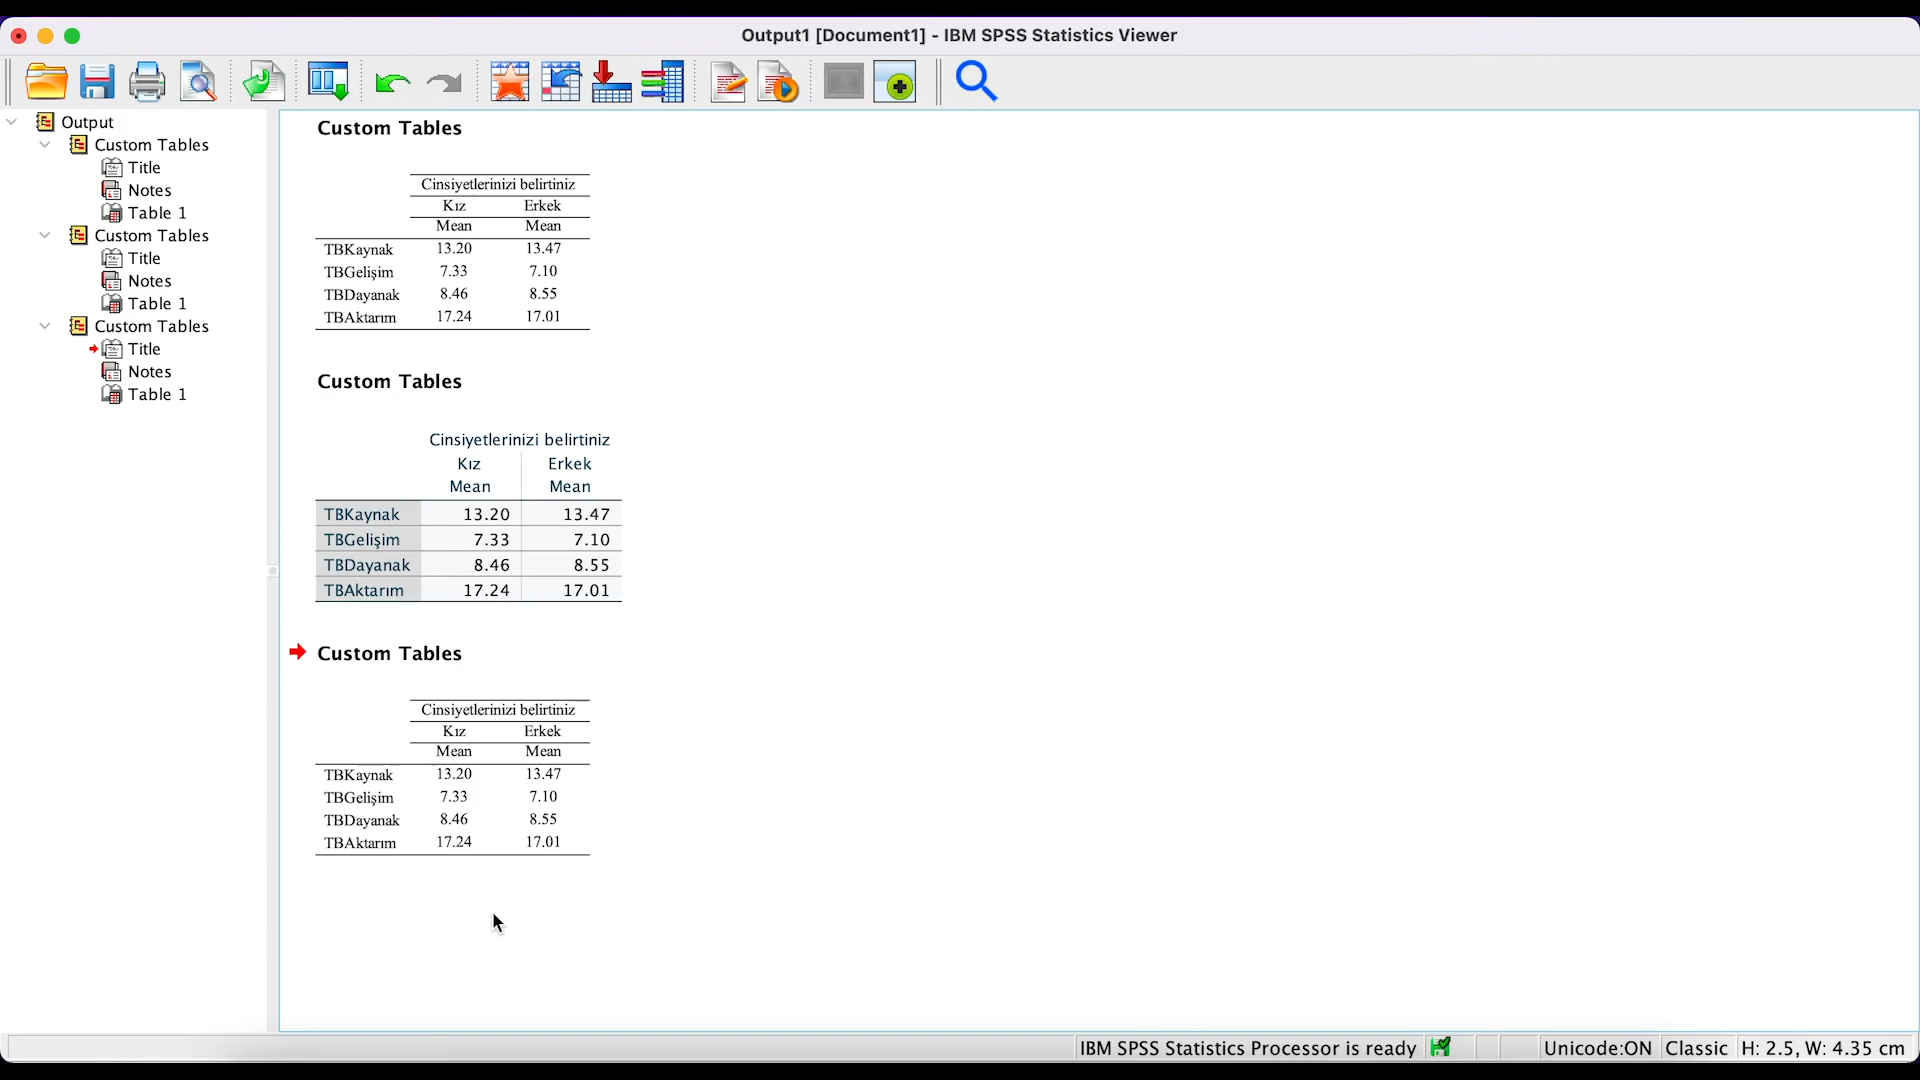 Output1 [Document1] - IBM SPSS Statistics Viewer
Output
Custom Tables
Title
Notes
Table 1
Custom Tables
Title
Notes
Table 1
Custom Tables
Title
Notes
Table 1
Custom Tables
Cinsiyetlerinizi belirtiniz
Kız Erkek
Mean Mean
TBKaynak 13.20 13.47
TBGelişim 7.33 7.10
TBDayanak 8.46 8.55
TBAktarım 17.24 17.01
Custom Tables
Cinsiyetlerinizi belirtiniz
Kız Erkek
Mean Mean
TBKaynak 13.20 13.47
TBGelişim 7.33 7.10
TBDayanak 8.46 8.55
TBAktarım 17.24 17.01
Custom Tables
Cinsiyetlerinizi belirtiniz
Kız Erkek
Mean Mean
TBKaynak 13.20 13.47
TBGelişim 7.33 7.10
TBDayanak 8.46 8.55
TBAktarım 17.24 17.01
IBM SPSS Statistics Processor is ready Unicode:ON Classic H: 2.5, W: 4.35 cm